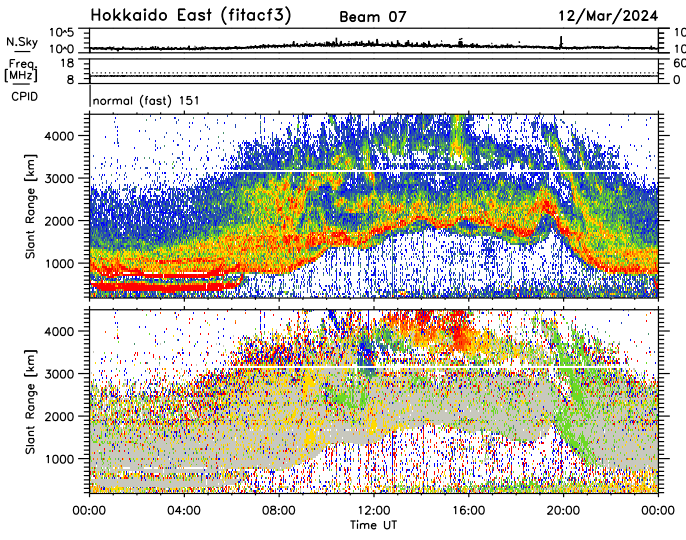 Hokkaido East (fitacf3) Beam 07 12/Mar/2024
N.Sky 10^5 10^0 10 10
Freq. [MHz] 18 8 60 0
CPID normal (fast) 151
Slant Range [km] 4000 3000 2000 1000
Slant Range [km] 4000 3000 2000 1000
00:00 04:00 08:00 12:00 16:00 20:00 00:00
Time UT